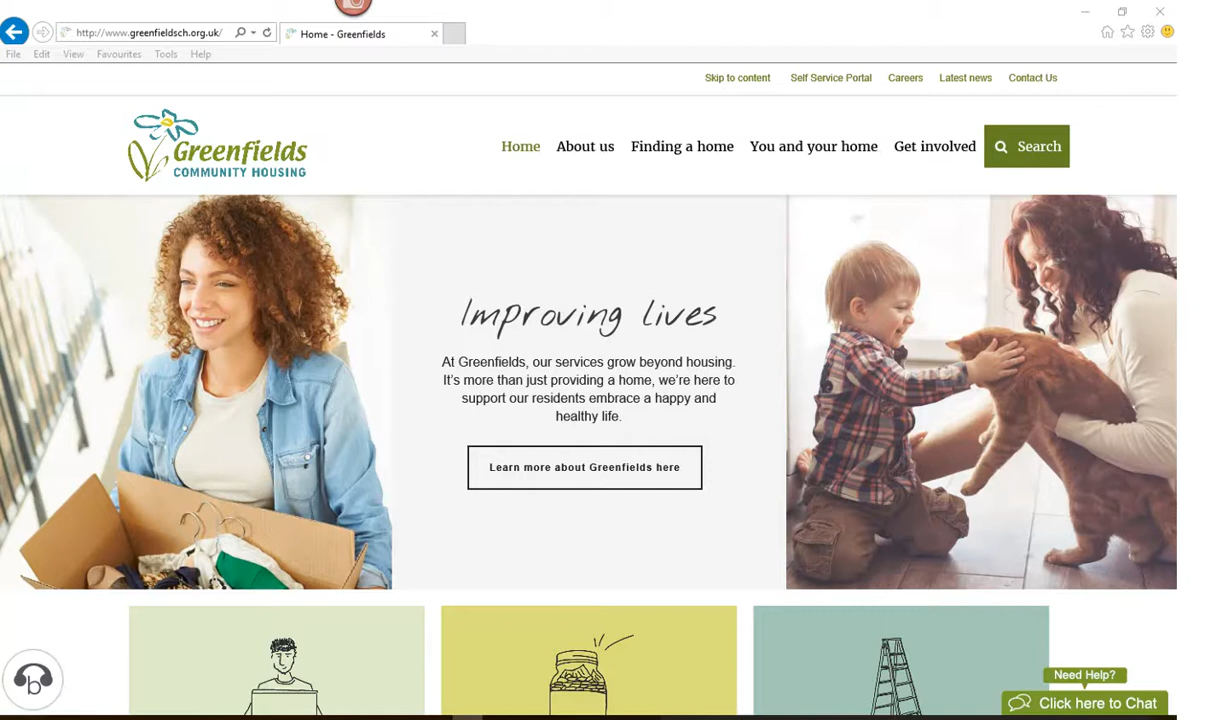 http://www.greenfieldsch.org.uk/
Home - Greenfields
File Edit View Favourites Tools Help
Skip to content Self Service Portal Careers Latest news Contact Us
Greenfields
COMMUNITY HOUSING
Home About us Finding a home You and your home Get involved Search
Improving lives
At Greenfields, our services grow beyond housing.
It's more than just providing a home, we're here to
support our residents embrace a happy and
healthy life.
Learn more about Greenfields here
b
Need Help?
Click here to Chat